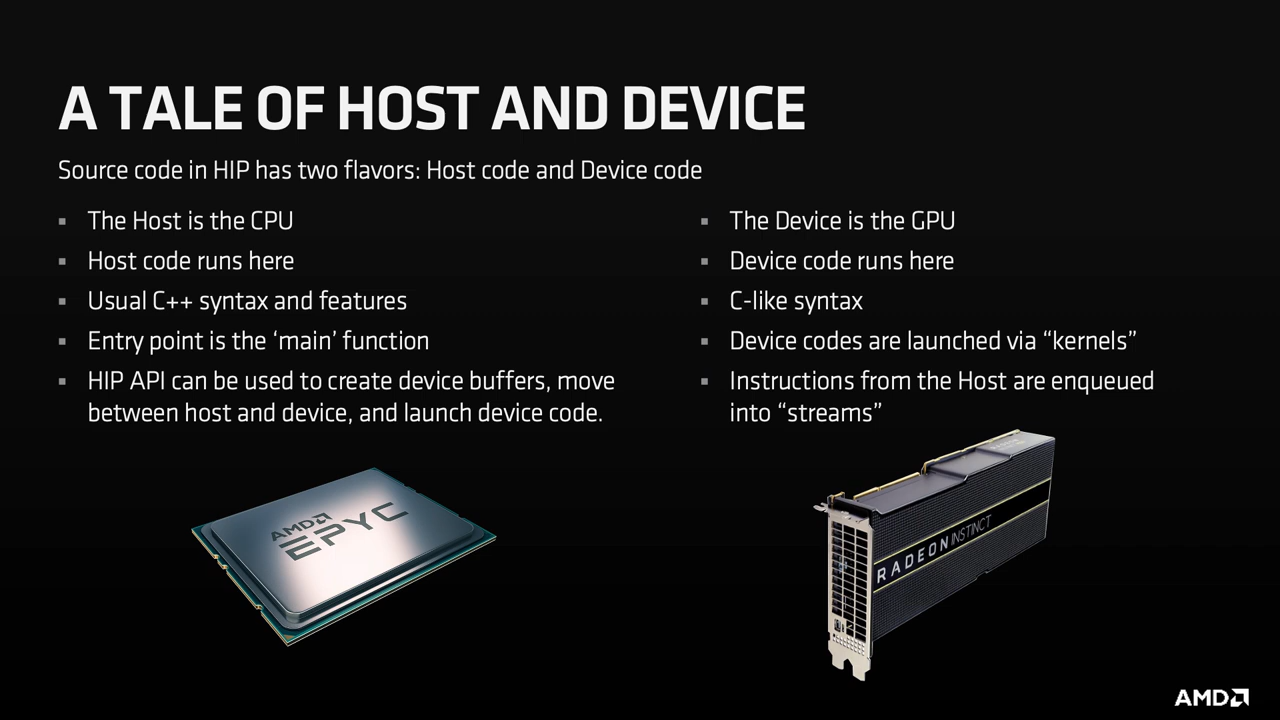 A TALE OF HOST AND DEVICE
Source code in HIP has two flavors: Host code and Device code
▪ The Host is the CPU
▪ Host code runs here
▪ Usual C++ syntax and features
▪ Entry point is the ‘main’ function
▪ HIP API can be used to create device buffers, move
between host and device, and launch device code.
▪ The Device is the GPU
▪ Device code runs here
▪ C-like syntax
▪ Device codes are launched via “kernels”
▪ Instructions from the Host are enqueued
into “streams”
AMD
EPYC
RADEON INSTINCT
AMD